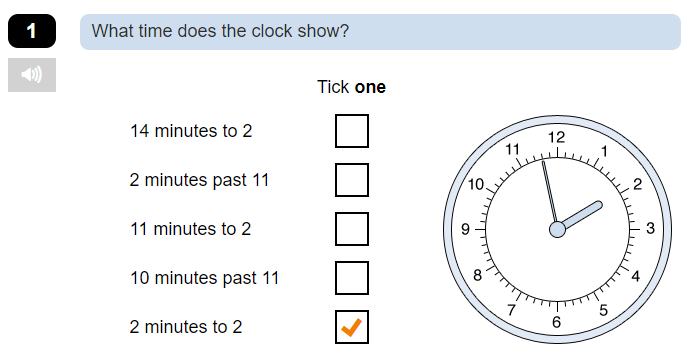 1
What time does the clock show?
Tick one
14 minutes to 2
2 minutes past 11
11 minutes to 2
10 minutes past 11
2 minutes to 2
12
1
2
3
4
5
6
7
8
9
10
11